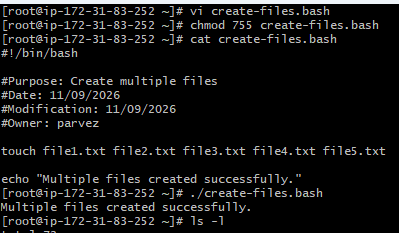 [root@ip-172-31-83-252 ~]# vi create-files.bash
[root@ip-172-31-83-252 ~]# chmod 755 create-files.bash
[root@ip-172-31-83-252 ~]# cat create-files.bash
#!/bin/bash
#Purpose: Create multiple files
#Date: 11/09/2026
#Modification: 11/09/2026
#Owner: parvez
touch file1.txt file2.txt file3.txt file4.txt file5.txt
echo "Multiple files created successfully."
[root@ip-172-31-83-252 ~]# ./create-files.bash
Multiple files created successfully.
[root@ip-172-31-83-252 ~]# ls -l